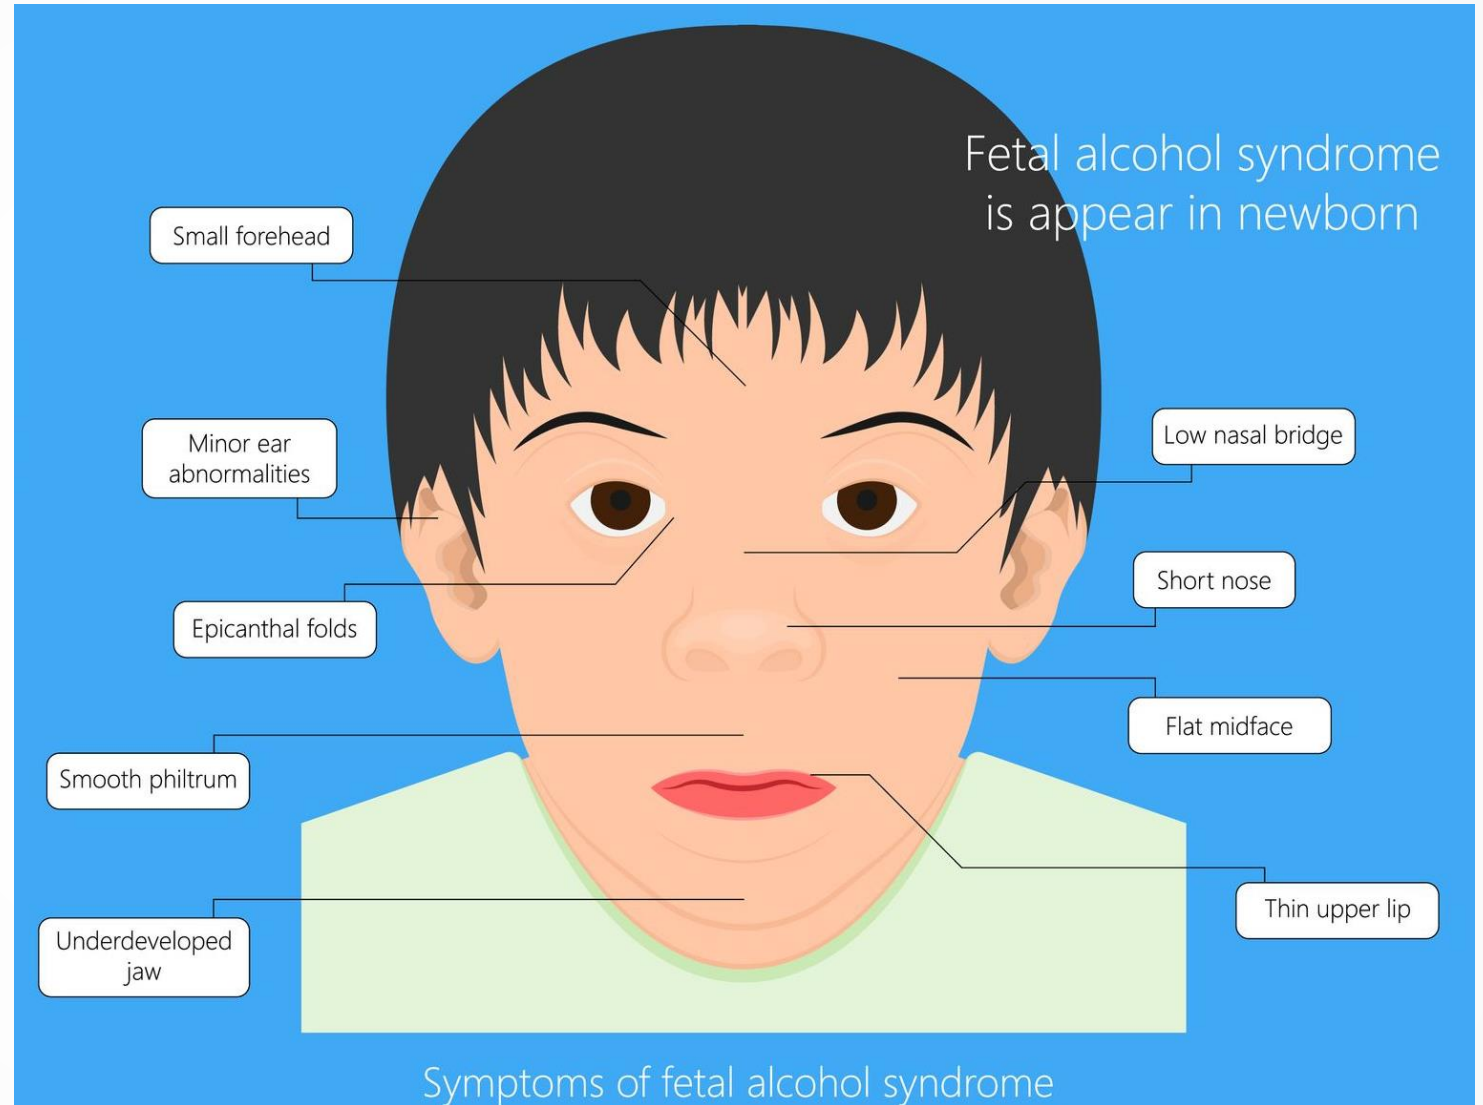 Fetal alcohol syndrome
is appear in newborn
Small forehead
Minor ear
abnormalities
Epicanthal folds
Smooth philtrum
Underdeveloped
jaw
Low nasal bridge
Short nose
Flat midface
Thin upper lip
Symptoms of fetal alcohol syndrome